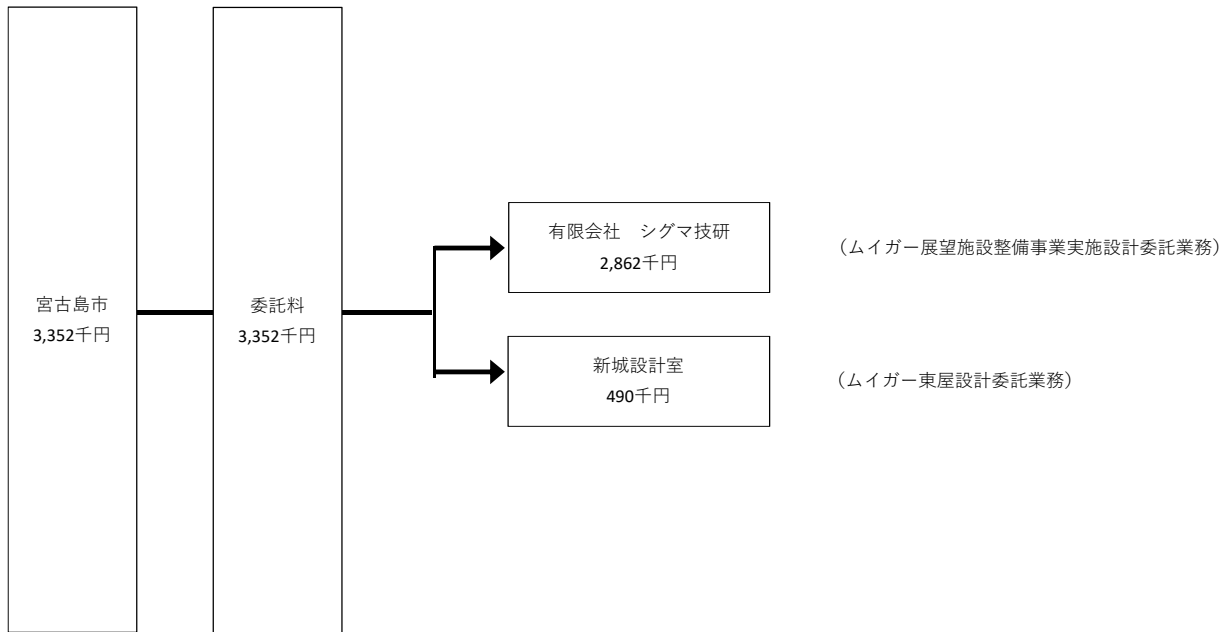 宮古島市
3,352千円
委託料
3,352千円
有限会社　シグマ技研
2,862千円
（ムイガー展望施設整備事業実施設計委託業務）
新城設計室
490千円
（ムイガー東屋設計委託業務）